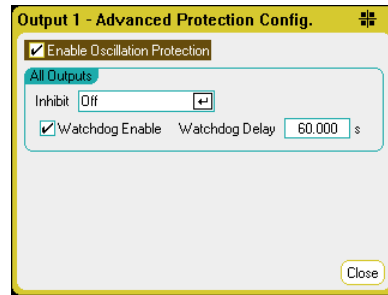 Output 1 - Advanced Protection Config.
Enable Oscillation Protection
All Outputs
Inhibit Off
Watchdog Enable Watchdog Delay 60.000 s
Close